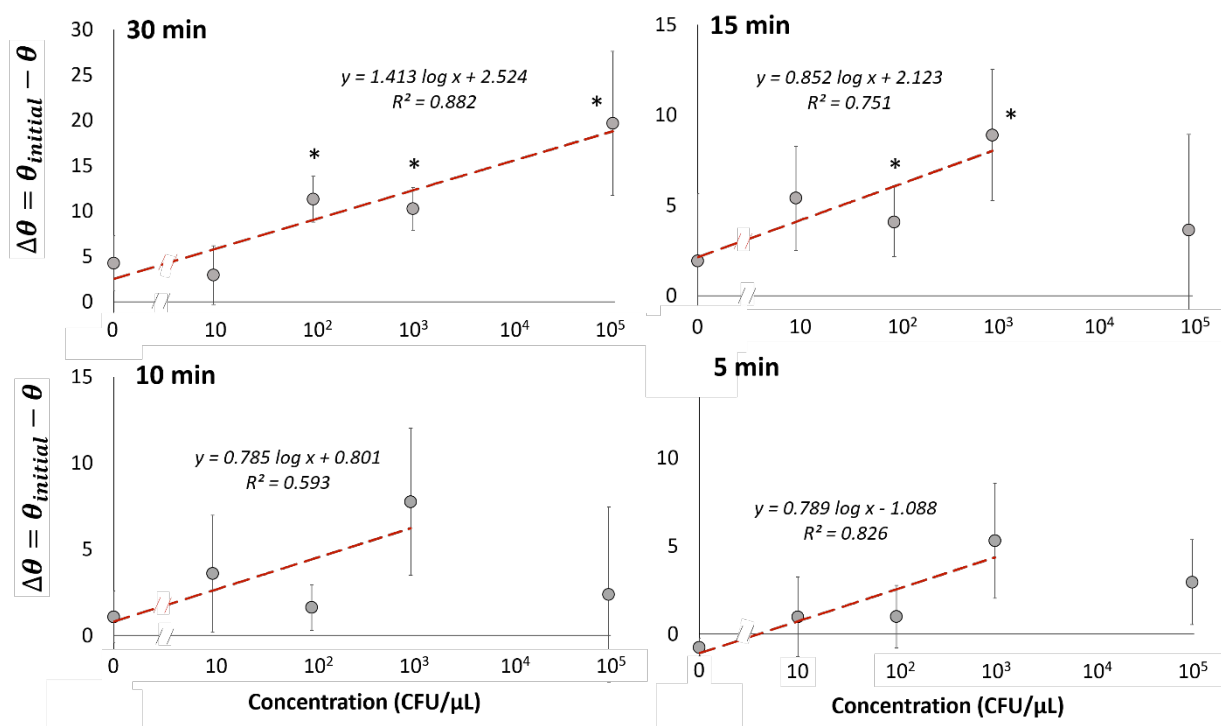 30 min
y = 1.413 log x + 2.524
R² = 0.882
* * *
Δθ = θinitial − θ
30
25
20
15
10
5
0
0 10 10² 10³ 10⁴ 10⁵
15 min
y = 0.852 log x + 2.123
R² = 0.751
* *
15
10
5
0
0 10 10² 10³ 10⁴ 10⁵
10 min
y = 0.785 log x + 0.801
R² = 0.593
Δθ = θinitial − θ
15
10
5
0
0 10 10² 10³ 10⁴ 10⁵
Concentration (CFU/µL)
5 min
y = 0.789 log x - 1.088
R² = 0.826
10
5
0
0 10 10² 10³ 10⁴ 10⁵
Concentration (CFU/µL)